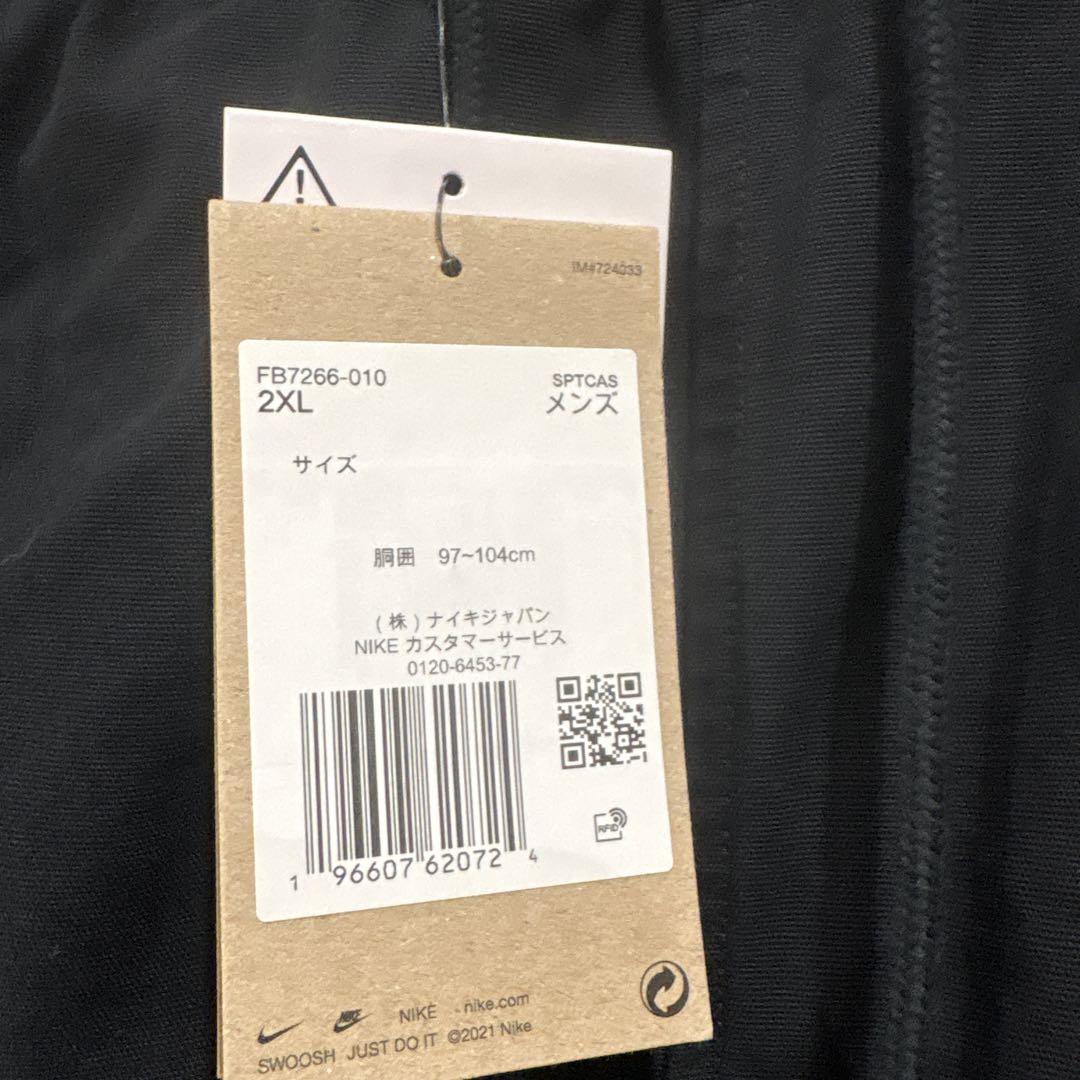 !
IM#724033
FB7266-010
SPTCAS
2XL
メンズ
サイズ
胴囲 97~104cm
(株)ナイキジャパン
NIKE カスタマーサービス
0120-6453-77
RFID
1 96607 62072 4
NIKE NIKE nike.com
SWOOSH JUST DO IT ©2021 Nike